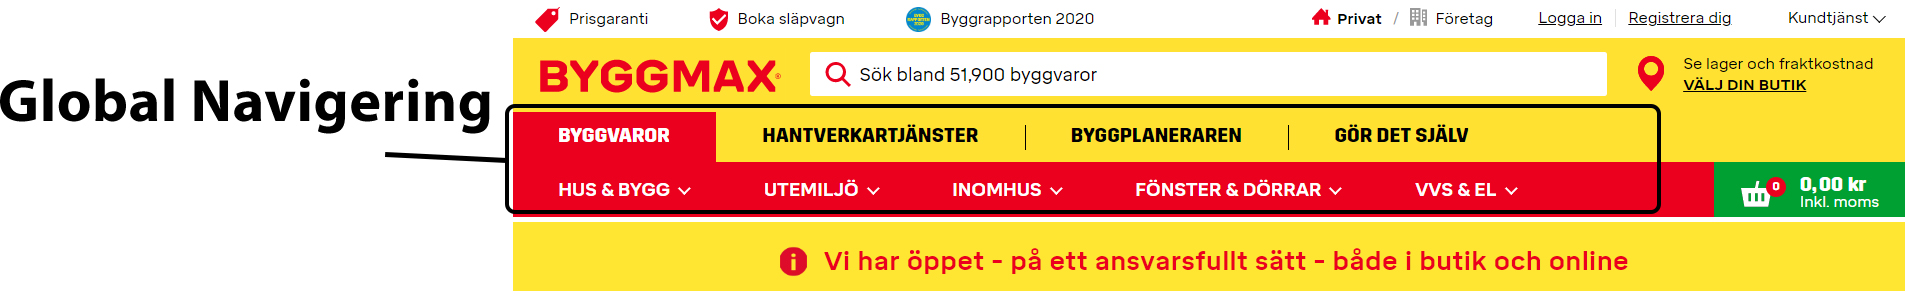 Prisgaranti Boka släpvagn Byggrapporten 2020 Privat / Företag Logga in Registrera dig Kundtjänst
BYGGMAX® Sök bland 51,900 byggvaror Se lager och fraktkostnad
VÄLJ DIN BUTIK
Global Navigering
BYGGVAROR HANTVERKARTJÄNSTER BYGGPLANERAREN GÖR DET SJÄLV
HUS & BYGG UTEMILJÖ INOMHUS FÖNSTER & DÖRRAR VVS & EL 0 0,00 kr
Inkl. moms
Vi har öppet - på ett ansvarsfullt sätt - både i butik och online